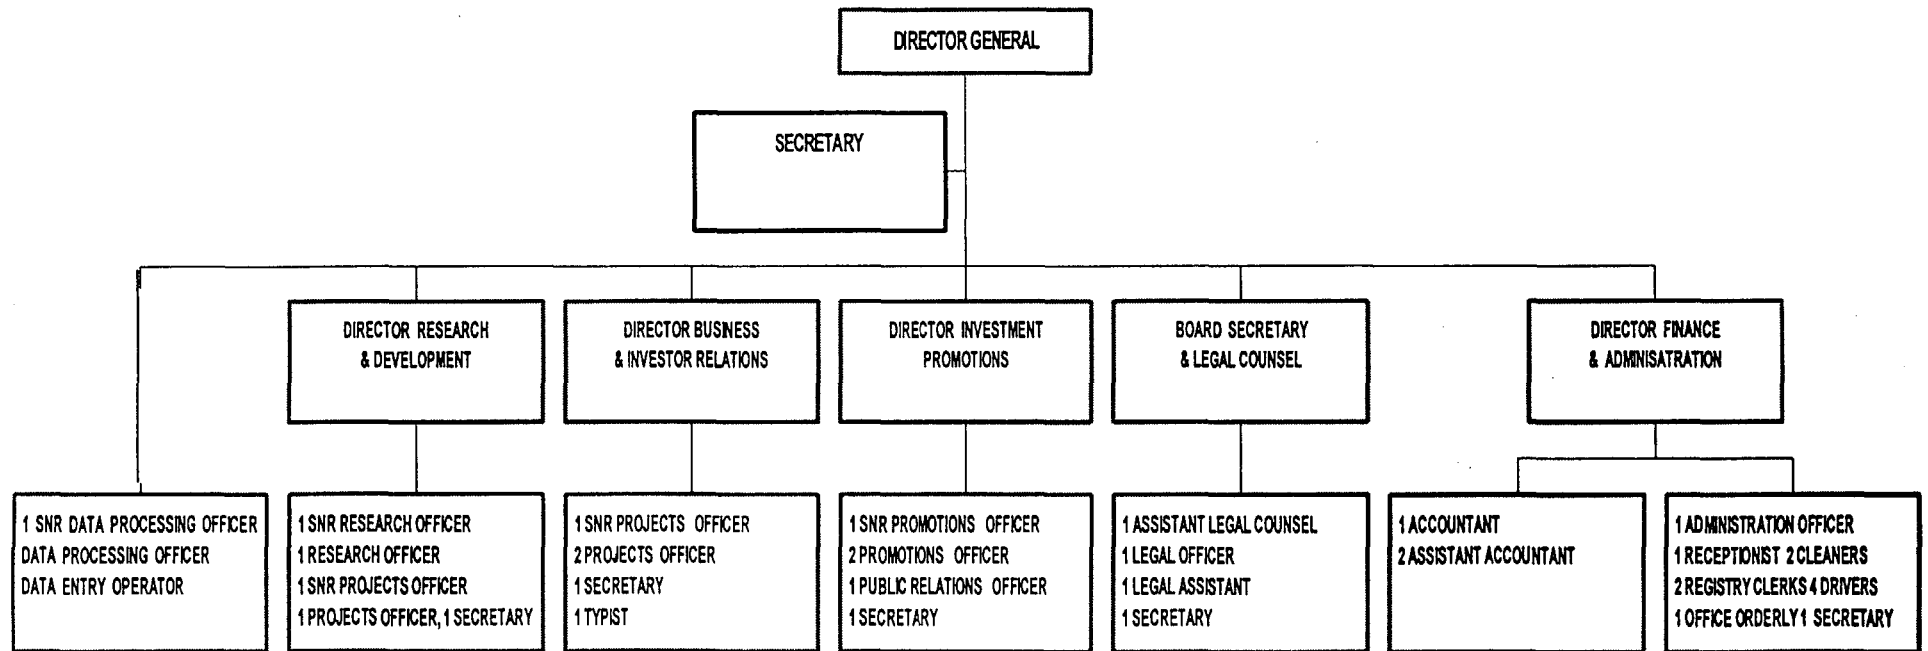 DIRECTOR GENERAL
SECRETARY
DIRECTOR RESEARCH
& DEVELOPMENT
DIRECTOR BUSINESS
& INVESTOR RELATIONS
DIRECTOR INVESTMENT
PROMOTIONS
BOARD SECRETARY
& LEGAL COUNSEL
DIRECTOR FINANCE
& ADMINISATRATION
1 SNR DATA PROCESSING OFFICER
DATA PROCESSING OFFICER
DATA ENTRY OPERATOR
1 SNR RESEARCH OFFICER
1 RESEARCH OFFICER
1 SNR PROJECTS OFFICER
1 PROJECTS OFFICER, 1 SECRETARY
1 SNR PROJECTS OFFICER
2 PROJECTS OFFICER
1 SECRETARY
1 TYPIST
1 SNR PROMOTIONS OFFICER
2 PROMOTIONS OFFICER
1 PUBLIC RELATIONS OFFICER
1 SECRETARY
1 ASSISTANT LEGAL COUNSEL
1 LEGAL OFFICER
1 LEGAL ASSISTANT
1 SECRETARY
1 ACCOUNTANT
2 ASSISTANT ACCOUNTANT
1 ADMINISTRATION OFFICER
1 RECEPTIONIST 2 CLEANERS
2 REGISTRY CLERKS 4 DRIVERS
1 OFFICE ORDERLY 1 SECRETARY